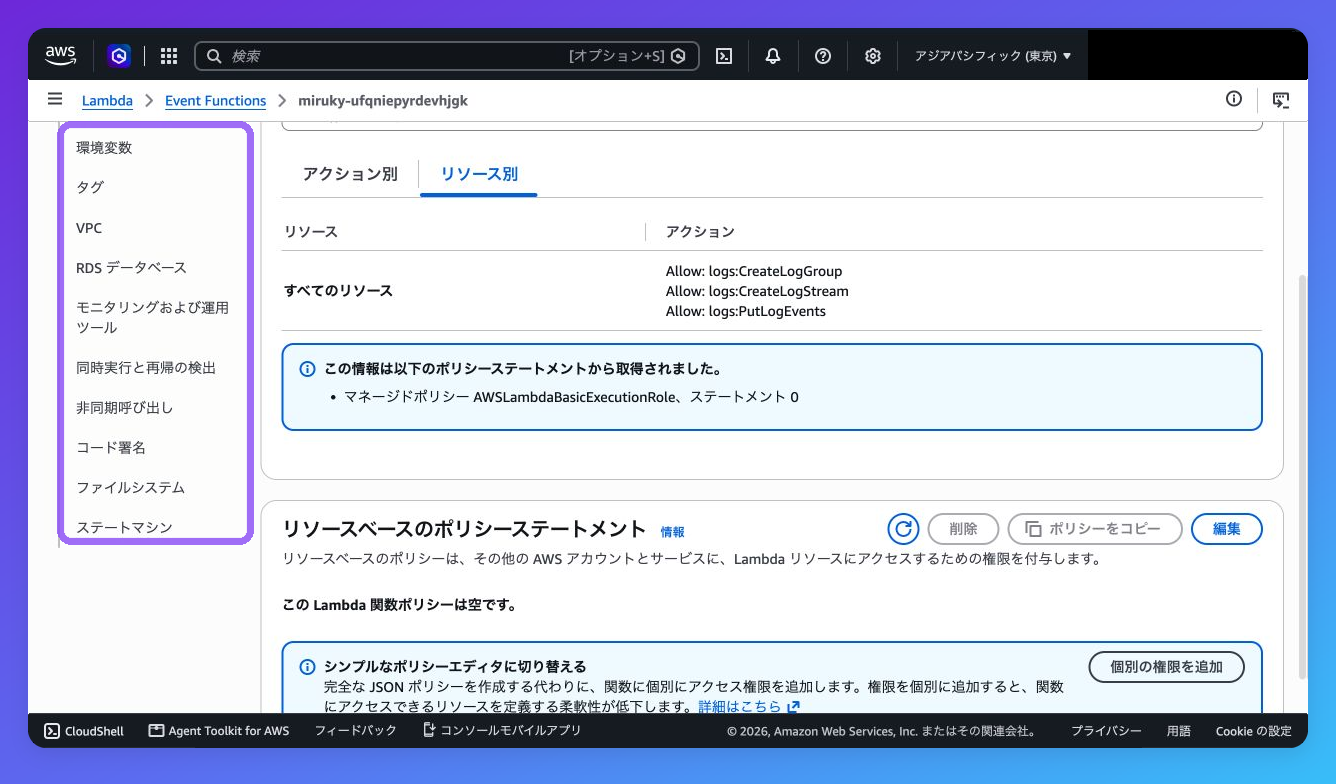 aws
検索
[オプション+S]
アジアパシフィック (東京) ▼
Lambda
Event Functions
miruky-ufqniepyrdevhjgk
環境変数
タグ
VPC
RDS データベース
モニタリングおよび運用
ツール
同時実行と再帰の検出
非同期呼び出し
コード署名
ファイルシステム
ステートマシン
アクション別
リソース別
リソース
アクション
すべてのリソース
Allow: logs:CreateLogGroup
Allow: logs:CreateLogStream
Allow: logs:PutLogEvents
この情報は以下のポリシーステートメントから取得されました。
• マネージドポリシー AWSLambdaBasicExecutionRole、ステートメント 0
リソースベースのポリシーステートメント 情報
削除
ポリシーをコピー
編集
リソースベースのポリシーは、その他の AWS アカウントとサービスに、Lambda リソースにアクセスするための権限を付与します。
この Lambda 関数ポリシーは空です。
シンプルなポリシーエディタに切り替える
完全な JSON ポリシーを作成する代わりに、関数に個別にアクセス権限を追加します。権限を個別に追加すると、関数
にアクセスできるリソースを定義する柔軟性が低下します。詳細はこちら
個別の権限を追加
CloudShell
Agent Toolkit for AWS
フィードバック
コンソールモバイルアプリ
© 2026, Amazon Web Services, Inc. またはその関連会社。
プライバシー
用語
Cookie の設定